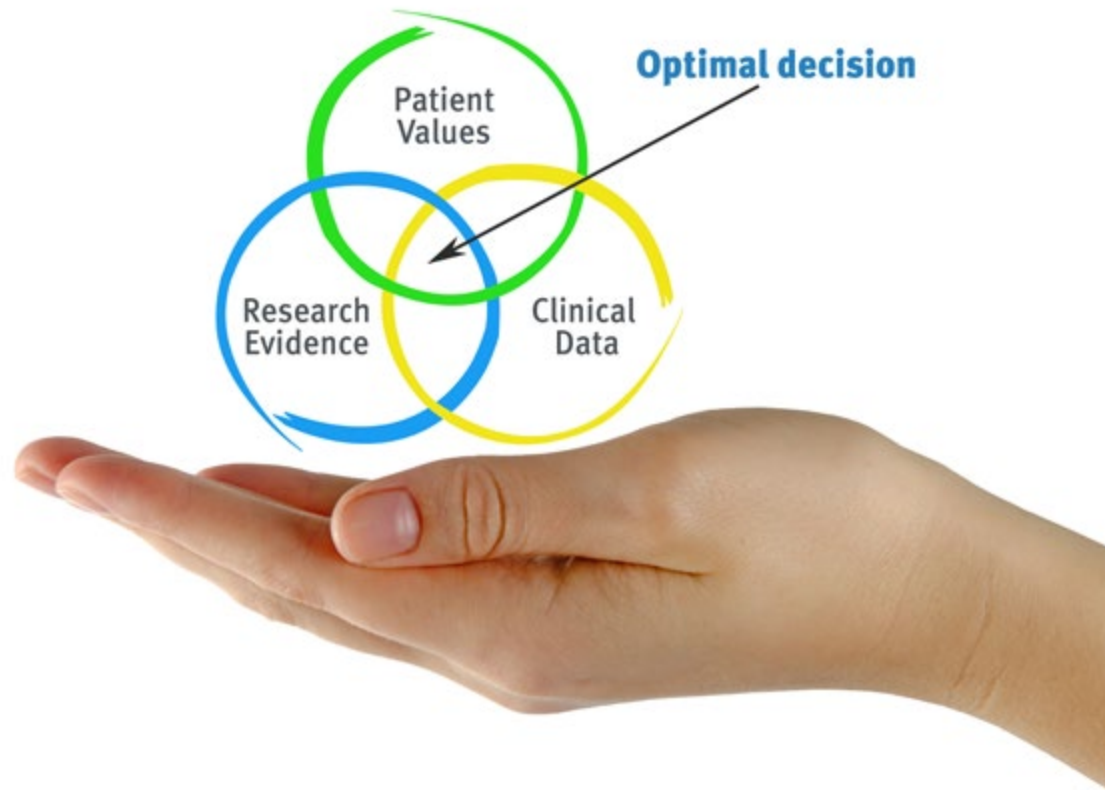 Optimal decision
Patient
Values
Research
Evidence
Clinical
Data